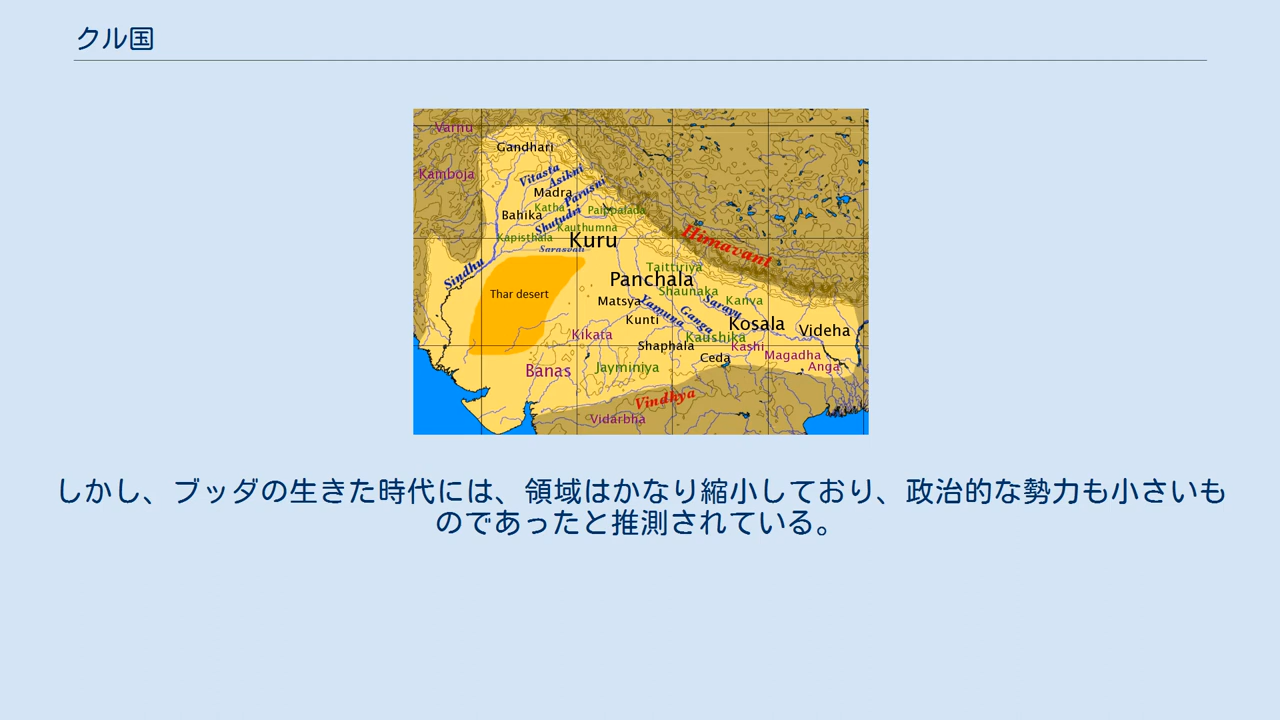 クル国
Varnu
Gandhari
Kamboja
Vitasta
Asikni
Madra
Parusni
Katha
Paippalada
Bahika
Shutudri
Kauthumna
Kapisthala
Kuru
Himavant
Sarasvati
Sindhu
Taittiriya
Panchala
Thar desert
Shaunaka
Matsya
Yamuna
Ganga
Sarayu
Kanva
Kunti
Kosala
Videha
Kikata
Kaushika
Shaphala
Kashi
Magadha
Ceda
Banas
Jayminiya
Anga
Vindhya
Vidarbha
しかし、ブッダの生きた時代には、領域はかなり縮小しており、政治的な勢力も小さいも
のであったと推測されている。